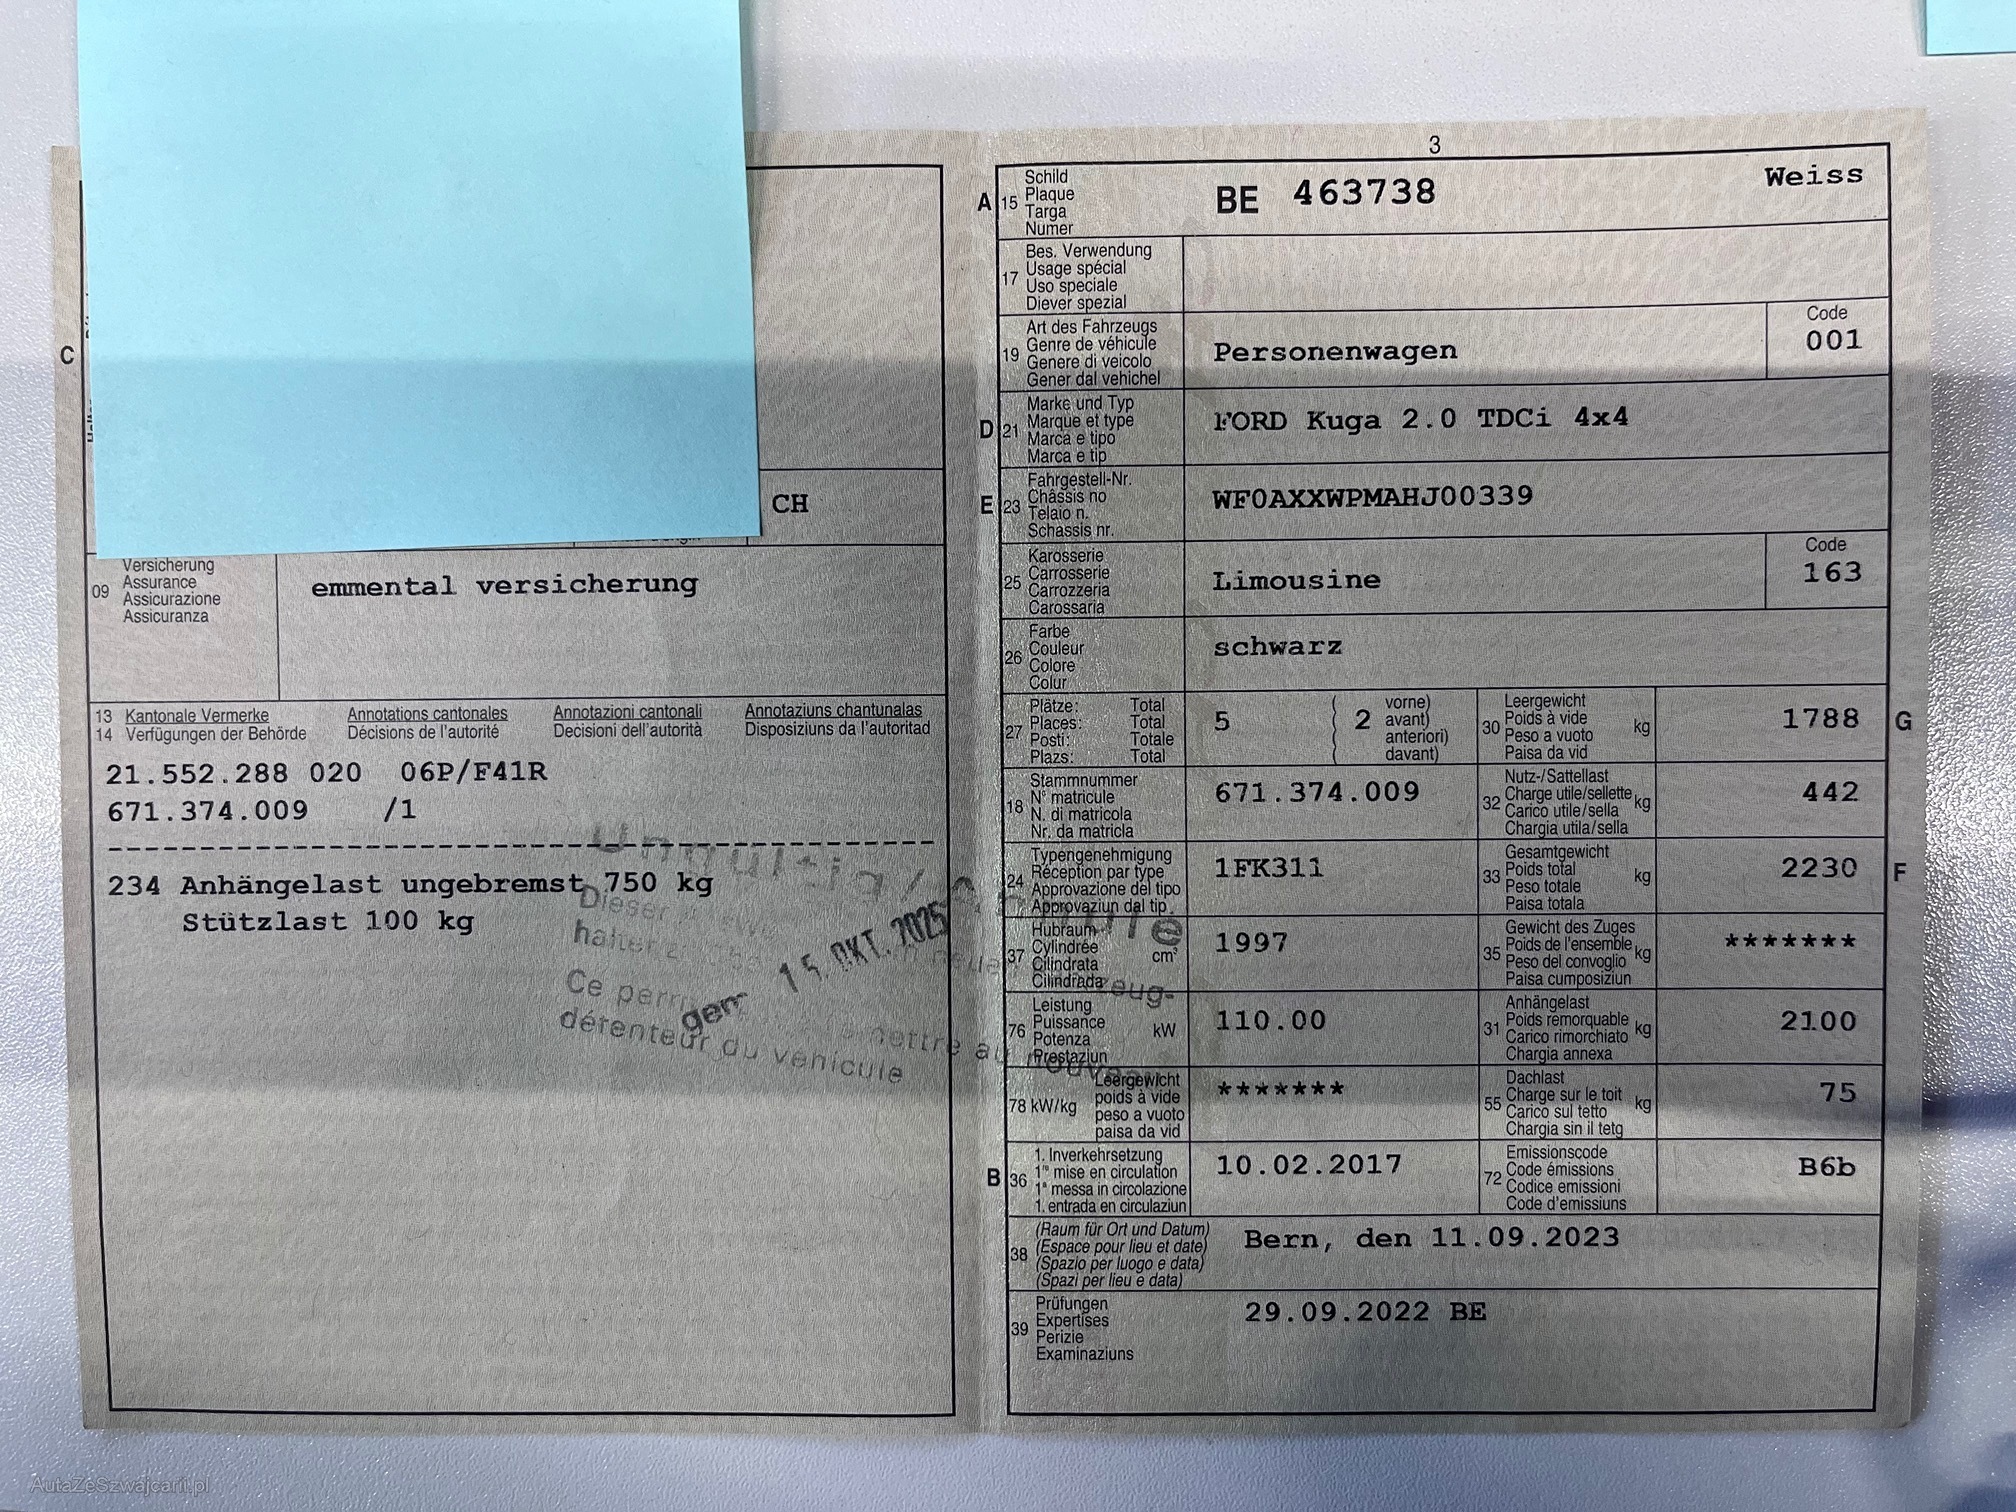 C
CH
09
Versicherung
Assurance
Assicurazione
Assicuranza
emmental versicherung
13 Kantonale Vermerke Annotations cantonales Annotazioni cantonali Annotaziuns chantunalas
14 Verfügungen der Behörde Décisions de l'autorité Decisioni dell'autorità Disposiziuns da l'autoritad
21.552.288 020 06P/F41R
671.374.009 /1
234 Anhängelast ungebremst 750 kg
Stützlast 100 kg
Ungültig
Dieser
15. OKT. 2025
Ce
gem
mettre au nouveau
détenteur du véhicule
3
A 15
Schild
Plaque
Targa
Numer
BE 463738
Weiss
17
Bes. Verwendung
Usage spécial
Uso speciale
Diever spezial
19
Art des Fahrzeugs
Genre de véhicule
Genere di veicolo
Gener dal vehichel
Personenwagen
Code
001
D 21
Marke und Typ
Marque et type
Marca e tipo
Marca e tip
FORD Kuga 2.0 TDCi 4x4
E 23
Fahrgestell-Nr.
Châssis no
Telaio n.
Schassis nr.
WF0AXXWPMAHJ00339
25
Karosserie
Carrosserie
Carrozzeria
Carossaria
Limousine
Code
163
26
Farbe
Couleur
Colore
Colur
schwarz
27
Plätze: Total
Places: Total
Posti: Totale
Plazs: Total
5
2
vorne)
avant)
anteriori)
davant)
30
Leergewicht
Poids à vide
Peso a vuoto
Paisa da vid
kg
1788
G
18
Stammnummer
N° matricule
N. di matricola
Nr. da matricla
671.374.009
32
Nutz-/Sattellast
Charge utile/sellette
Carico utile/sella
Chargia utila/sella
kg
442
24
Typengenehmigung
Réception par type
Approvazione del tipo
Approvaziun dal tip
1FK311
33
Gesamtgewicht
Poids total
Peso totale
Paisa totala
kg
2230
F
37
Hubraum
Cylindrée
Cilindrata
Cilindrada
cm³
1997
35
Gewicht des Zuges
Poids de l'ensemble
Peso del convoglio
Paisa cumposiziun
kg
*******
76
Leistung
Puissance
Potenza
Prestaziun
kW
110.00
31
Anhängelast
Poids remorquable
Carico rimorchiato
Chargia annexa
kg
2100
78 kW/kg
Leergewicht
poids à vide
peso a vuoto
paisa da vid
*******
55
Dachlast
Charge sur le toit
Carico sul tetto
Chargia sin il tetg
kg
75
B 36
1. Inverkehrsetzung
1re mise en circulation
1a messa in circolazione
1. entrada en circulaziun
10.02.2017
72
Emissionscode
Code émissions
Codice emissioni
Code d'emissiuns
B6b
38
(Raum für Ort und Datum)
(Espace pour lieu et date)
(Spazio per luogo e data)
(Spazi per lieu e data)
Bern, den 11.09.2023
39
Prüfungen
Expertises
Perizie
Examinaziuns
29.09.2022 BE
AutaZeSzwajcarii.pl